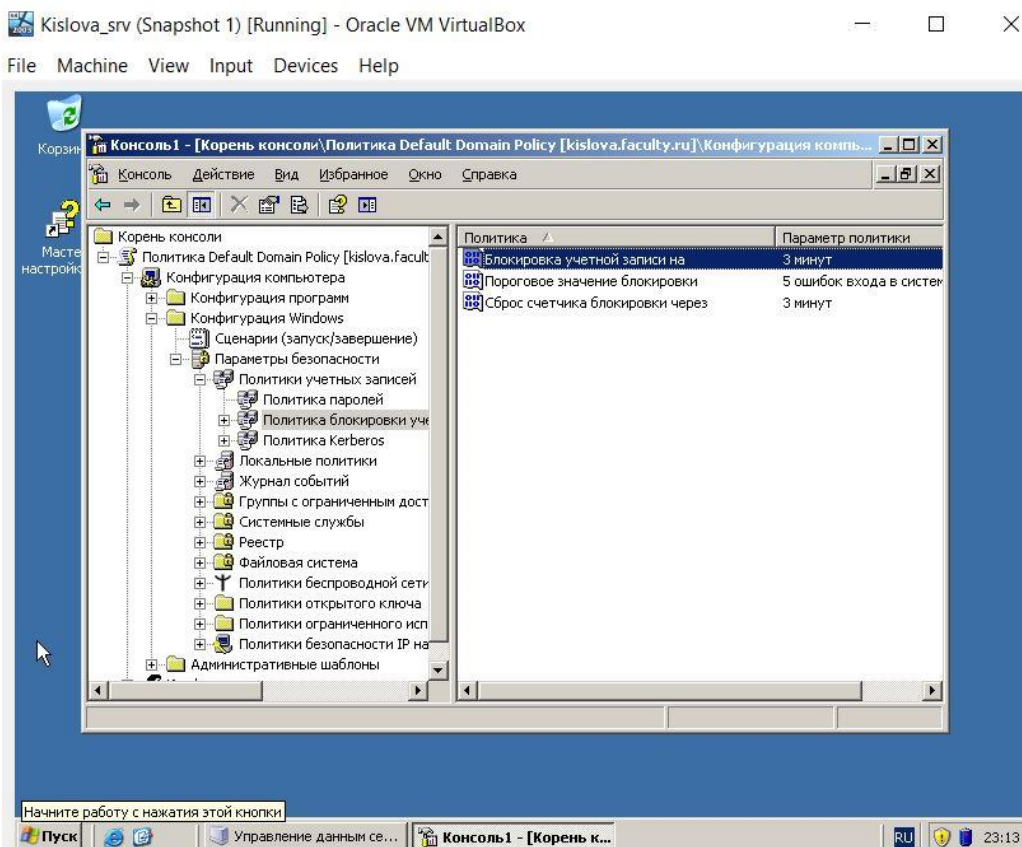 Kislova_srv (Snapshot 1) [Running] - Oracle VM VirtualBox
File Machine View Input Devices Help
Корзин
Консоль1 - [Корень консоли\Политика Default Domain Policy [kislova.faculty.ru]\Конфигурация компь...
Консоль Действие Вид Избранное Окно Справка
Масте
настройк
Корень консоли
Политика Default Domain Policy [kislova.facult
Конфигурация компьютера
Конфигурация программ
Конфигурация Windows
Сценарии (запуск/завершение)
Параметры безопасности
Политики учетных записей
Политика паролей
Политика блокировки уче
Политика Kerberos
Локальные политики
Журнал событий
Группы с ограниченным дост
Системные службы
Реестр
Файловая система
Политики беспроводной сети
Политики открытого ключа
Политики ограниченного исп
Политики безопасности IP на
Административные шаблоны
Политика Параметр политики
Блокировка учетной записи на 3 минут
Пороговое значение блокировки 5 ошибок входа в систем
Сброс счетчика блокировки через 3 минут
Начните работу с нажатия этой кнопки
Пуск Управление данным се... Консоль1 - [Корень к... RU 23:13